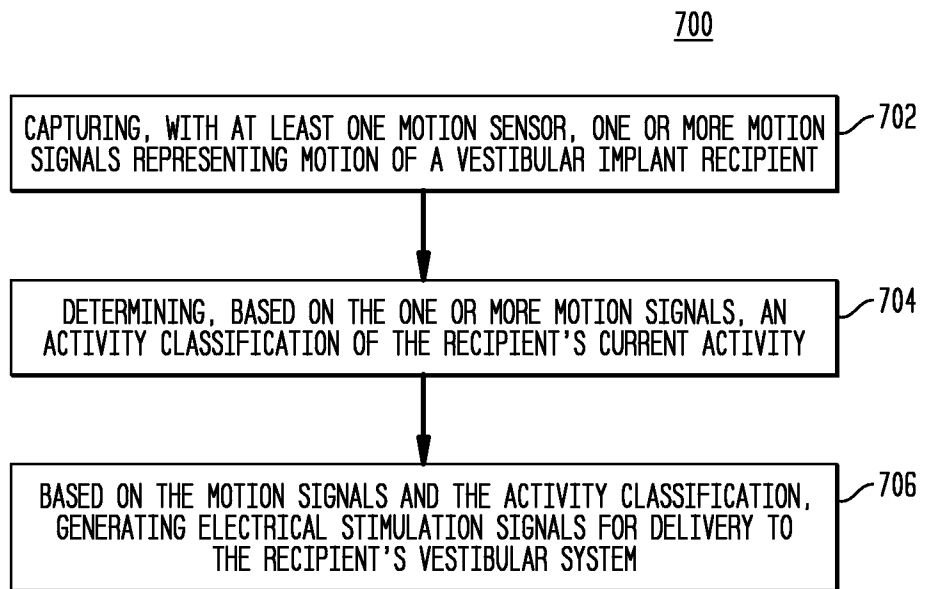 700
CAPTURING, WITH AT LEAST ONE MOTION SENSOR, ONE OR MORE MOTION
SIGNALS REPRESENTING MOTION OF A VESTIBULAR IMPLANT RECIPIENT
702
DETERMINING, BASED ON THE ONE OR MORE MOTION SIGNALS, AN
ACTIVITY CLASSIFICATION OF THE RECIPIENT'S CURRENT ACTIVITY
704
BASED ON THE MOTION SIGNALS AND THE ACTIVITY CLASSIFICATION,
GENERATING ELECTRICAL STIMULATION SIGNALS FOR DELIVERY TO
THE RECIPIENT'S VESTIBULAR SYSTEM
706